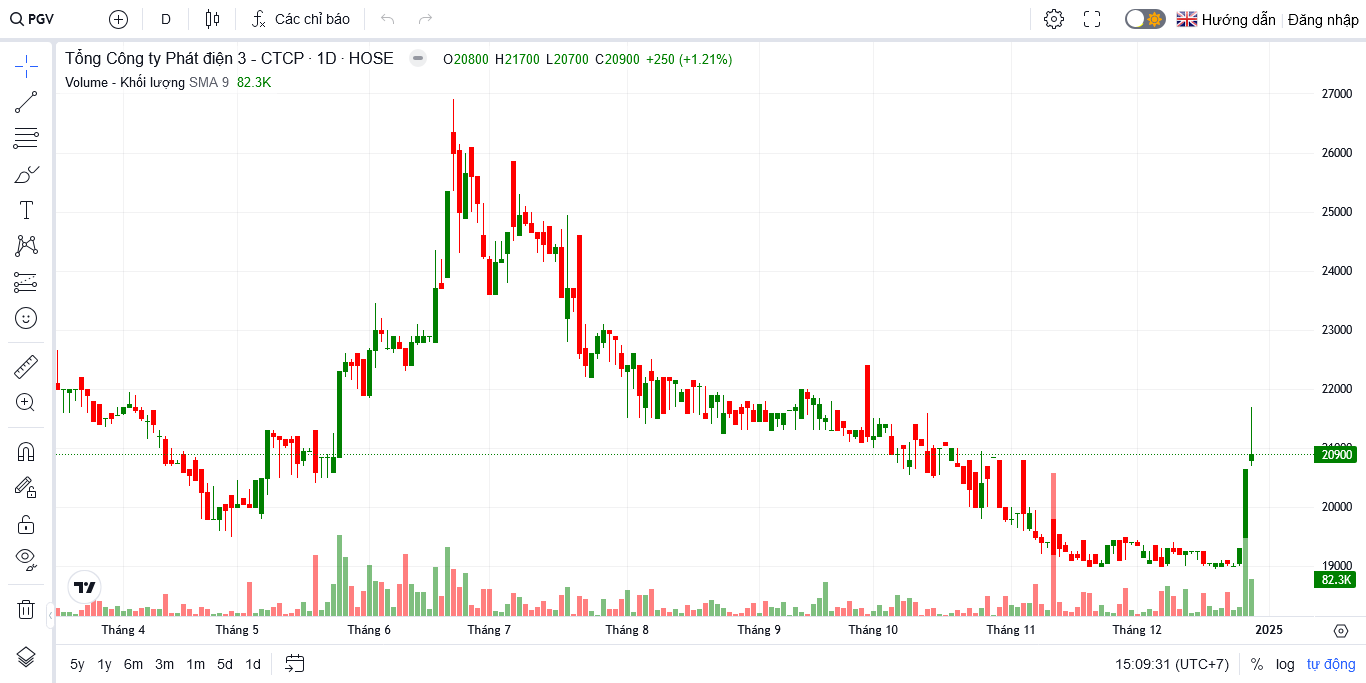 PGV D Các chỉ báo Hướng dẫn Đăng nhập
Tổng Công ty Phát điện 3 - CTCP · 1D · HOSE O20800 H21700 L20700 C20900 +250 (+1.21%)
Volume - Khối lượng SMA 9 82.3K
27000
26000
25000
24000
23000
22000
21000
20900
20000
19000
82.3K
Tháng 4 Tháng 5 Tháng 6 Tháng 7 Tháng 8 Tháng 9 Tháng 10 Tháng 11 Tháng 12 2025
5y 1y 6m 3m 1m 5d 1d 15:09:31 (UTC+7) % log tự động